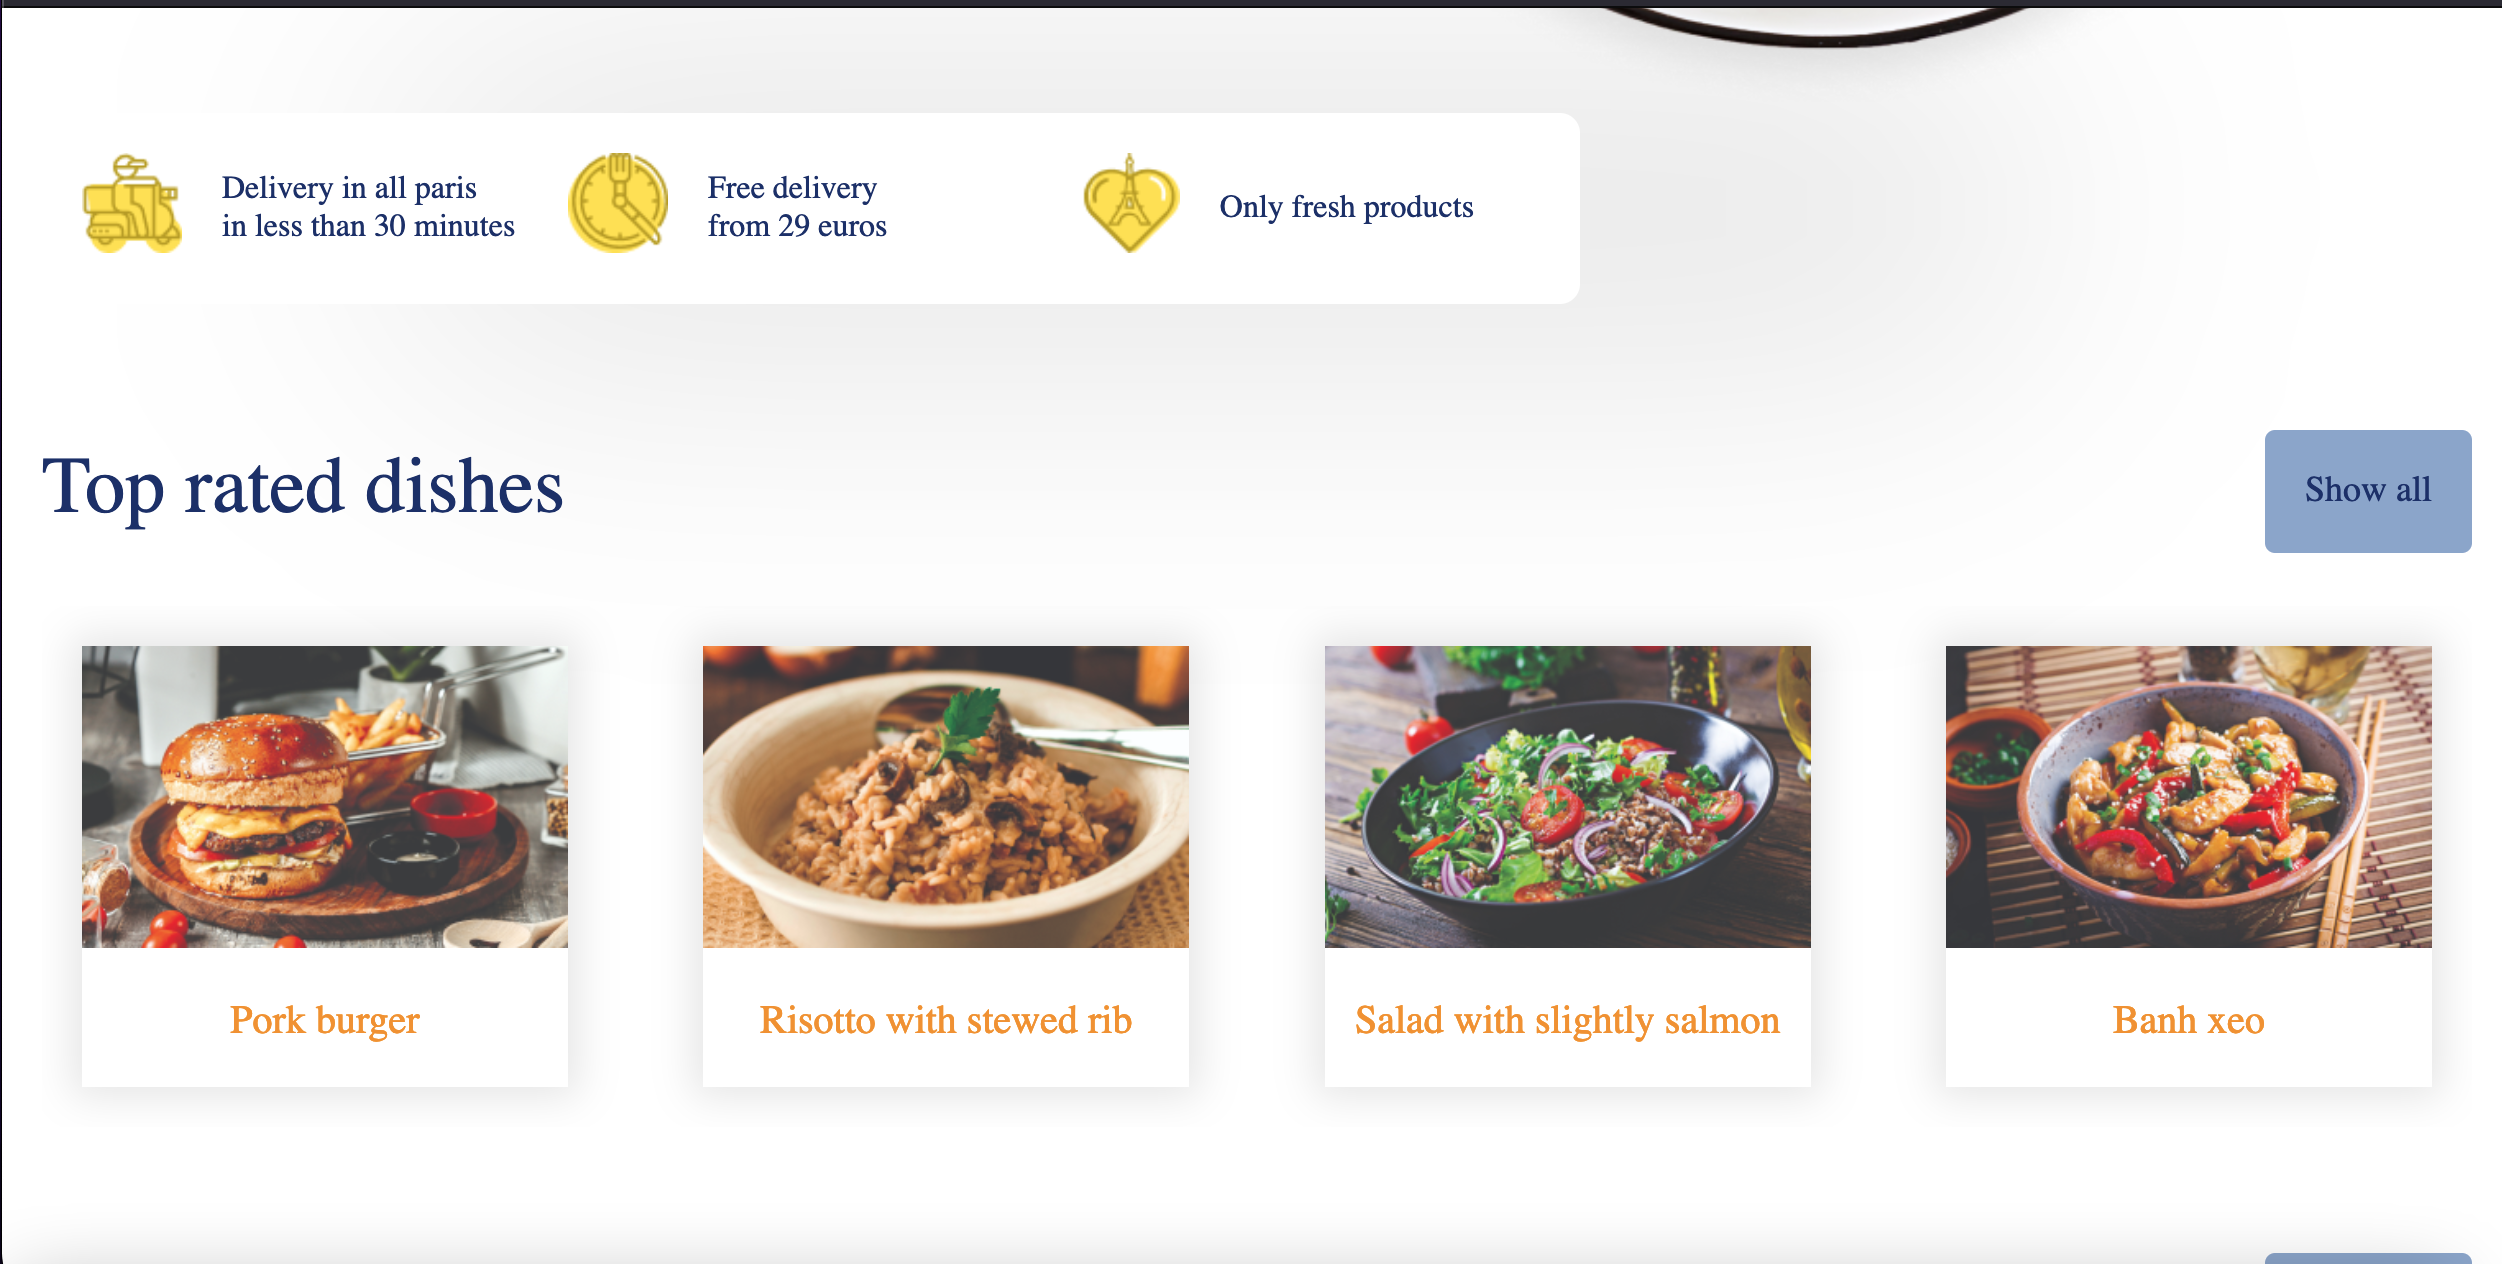 Delivery in all paris
in less than 30 minutes
Free delivery
from 29 euros
Only fresh products
Top rated dishes
Show all
Pork burger
Risotto with stewed rib
Salad with slightly salmon
Banh xeo